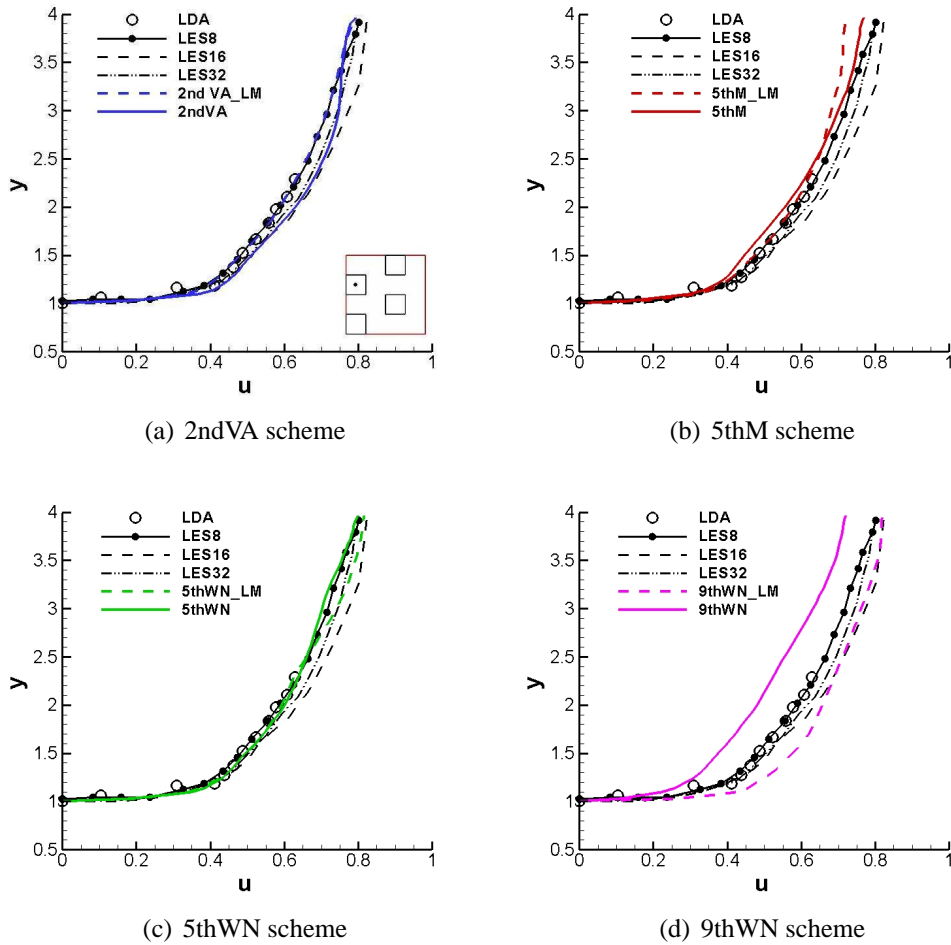 4
3.5
3
2.5
2
1.5
1
0.5
y
0
0.2
0.4
0.6
0.8
1
u
LDA
LES8
LES16
LES32
2nd VA_LM
2ndVA
(a) 2ndVA scheme
4
3.5
3
2.5
2
1.5
1
0.5
y
0
0.2
0.4
0.6
0.8
1
u
LDA
LES8
LES16
LES32
5thM_LM
5thM
(b) 5thM scheme
4
3.5
3
2.5
2
1.5
1
0.5
y
0
0.2
0.4
0.6
0.8
1
u
LDA
LES8
LES16
LES32
5thWN_LM
5thWN
(c) 5thWN scheme
4
3.5
3
2.5
2
1.5
1
0.5
y
0
0.2
0.4
0.6
0.8
1
u
LDA
LES8
LES16
LES32
9thWN_LM
9thWN
(d) 9thWN scheme